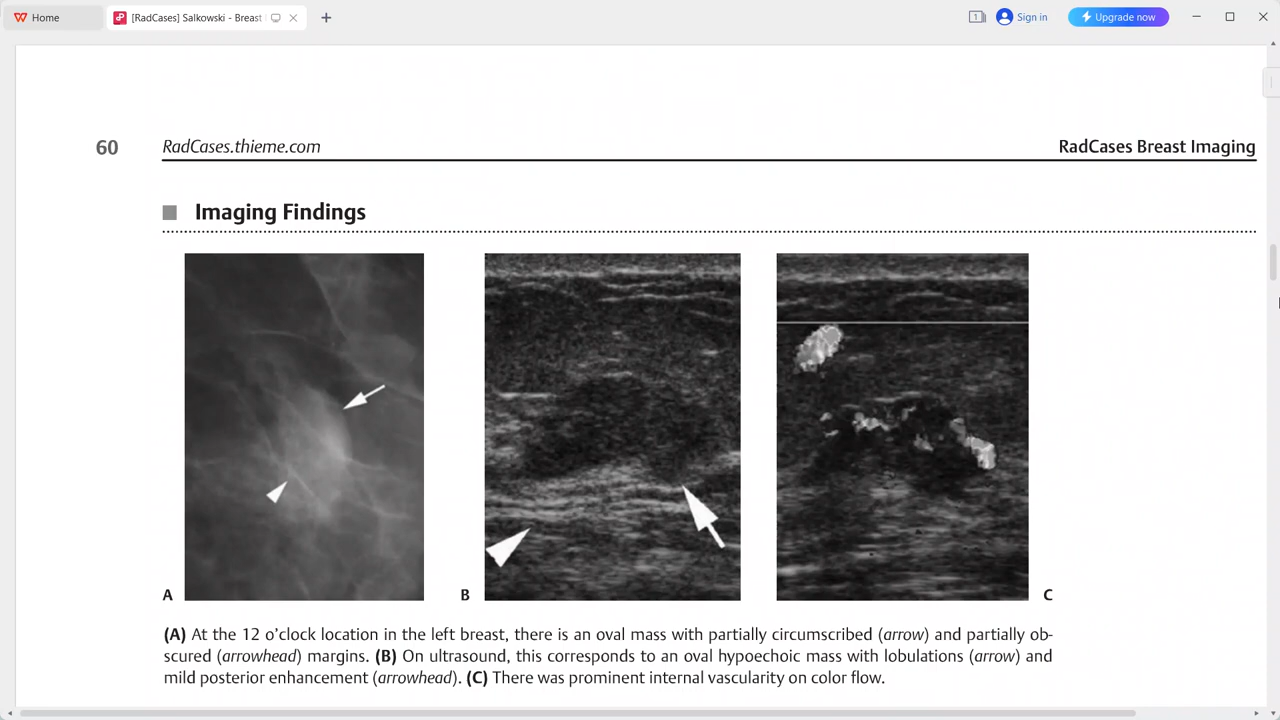 Home
[RadCases] Salkowski - Breast
1
Sign in
Upgrade now
60
RadCases.thieme.com
RadCases Breast Imaging
Imaging Findings
A
B
C
(A) At the 12 o’clock location in the left breast, there is an oval mass with partially circumscribed (arrow) and partially ob-
scured (arrowhead) margins. (B) On ultrasound, this corresponds to an oval hypoechoic mass with lobulations (arrow) and
mild posterior enhancement (arrowhead). (C) There was prominent internal vascularity on color flow.